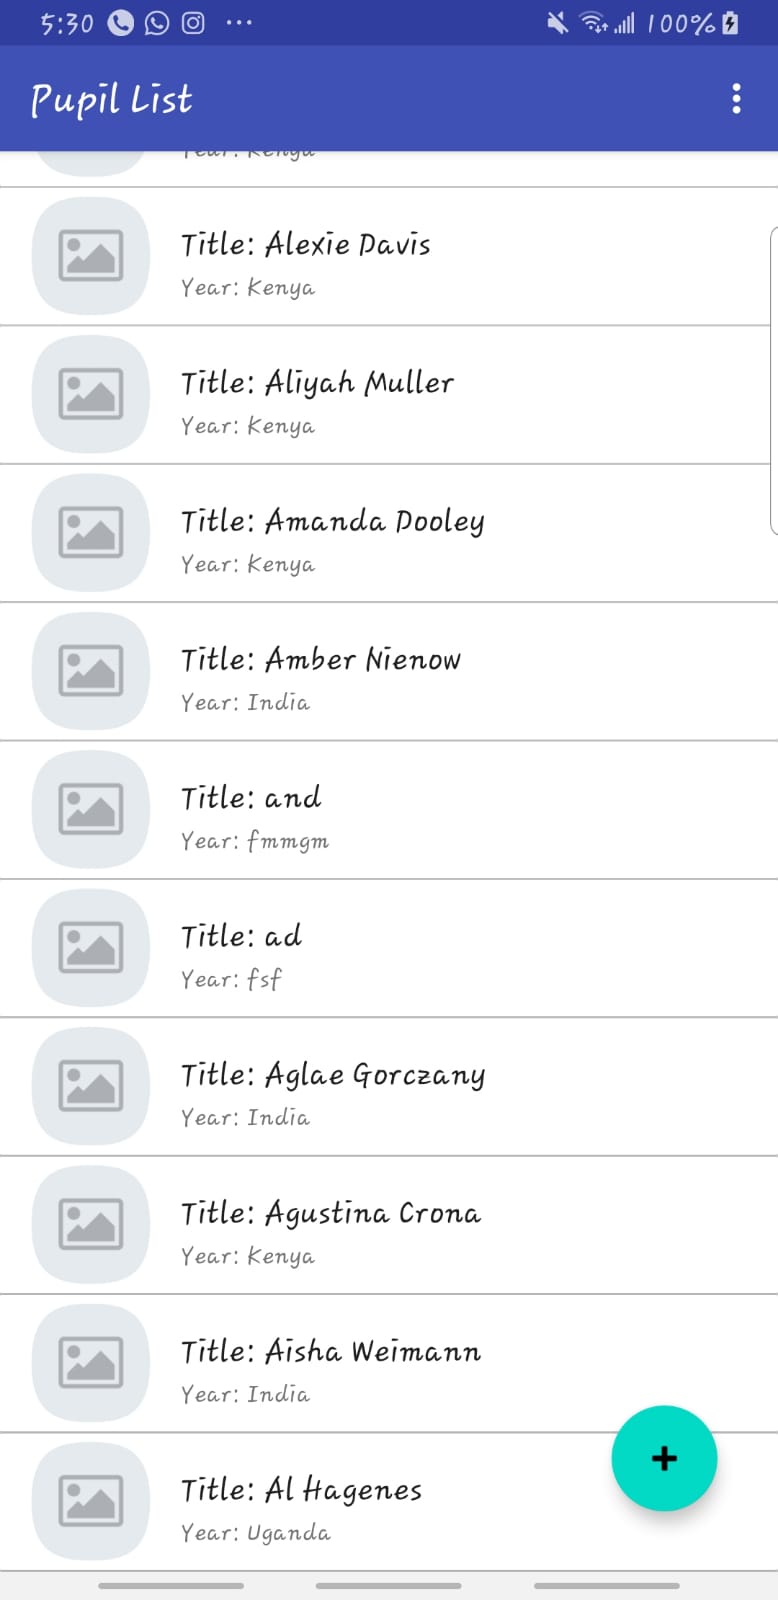 5:30 100%
Pupil List
Year: Kenya
Title: Alexie Davis
Year: Kenya
Title: Aliyah Muller
Year: Kenya
Title: Amanda Dooley
Year: Kenya
Title: Amber Nienow
Year: India
Title: and
Year: fmmgm
Title: ad
Year: fsf
Title: Aglae Gorczany
Year: India
Title: Agustina Crona
Year: Kenya
Title: Aisha Weimann
Year: India
Title: Al Hagenes
Year: Uganda